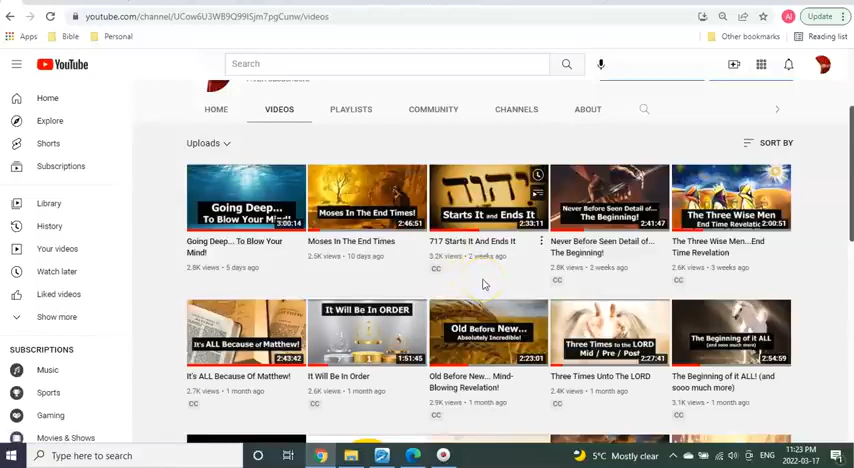 youtube.com/channel/UCow6U3WB9Q99ISjm7pgCunw/videos
Update
Apps
Bible
Personal
Other bookmarks
Reading list
YouTube
Search
HOME
VIDEOS
PLAYLISTS
COMMUNITY
CHANNELS
ABOUT
Home
Explore
Shorts
Subscriptions
Library
History
Your videos
Watch later
Liked videos
Show more
SUBSCRIPTIONS
Music
Sports
Gaming
Movies & Shows
Uploads
SORT BY
Going Deep...
To Blow Your Mind!
3:00:14
Going Deep... To Blow Your
Mind!
2.8K views • 5 days ago
Moses In The End Times!
2:46:51
Moses In The End Times
2.5K views • 10 days ago
יהוה
Starts It and Ends It
2:33:11
717 Starts It And Ends It
3.2K views • 2 weeks ago
CC
Never Before Seen Detail of...
The Beginning!
2:41:47
Never Before Seen Detail of...
The Beginning!
2.8K views • 2 weeks ago
CC
The Three Wise Men
End Time Revelatio
2:00:51
The Three Wise Men...End
Time Revelation
2.6K views • 3 weeks ago
CC
It's ALL Because of Matthew!
2:43:42
It's ALL Because Of Matthew!
2.7K views • 1 month ago
CC
It Will Be In ORDER
1
1:51:45
It Will Be In Order
2.6K views • 1 month ago
CC
Old Before New...
Absolutely Incredible!
2:23:01
Old Before New... Mind-
Blowing Revelation!
2.9K views • 1 month ago
CC
Three Times to the LORD
Mid / Pre / Post
2:27:41
Three Times Unto The LORD
2.4K views • 1 month ago
CC
The Beginning of it ALL
(and sooo much more)
2:54:59
The Beginning of it ALL! (and
sooo much more)
3.1K views • 1 month ago
CC
Type here to search
5°C Mostly clear
ENG
11:23 PM
2022-03-17